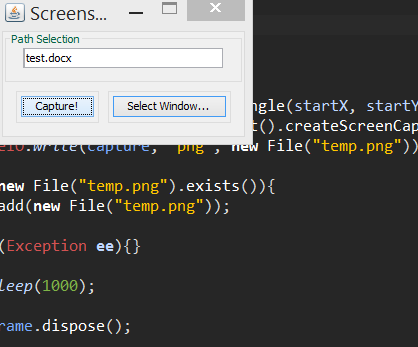 Screens...
Path Selection
test.docx
Capture!
Select Window...
ngle(startX, startY
t().createScreenCap
eIO.write(capture, "png", new File("temp.png"))
new File("temp.png").exists()){
add(new File("temp.png"));
(Exception ee){}
leep(1000);
rame.dispose();